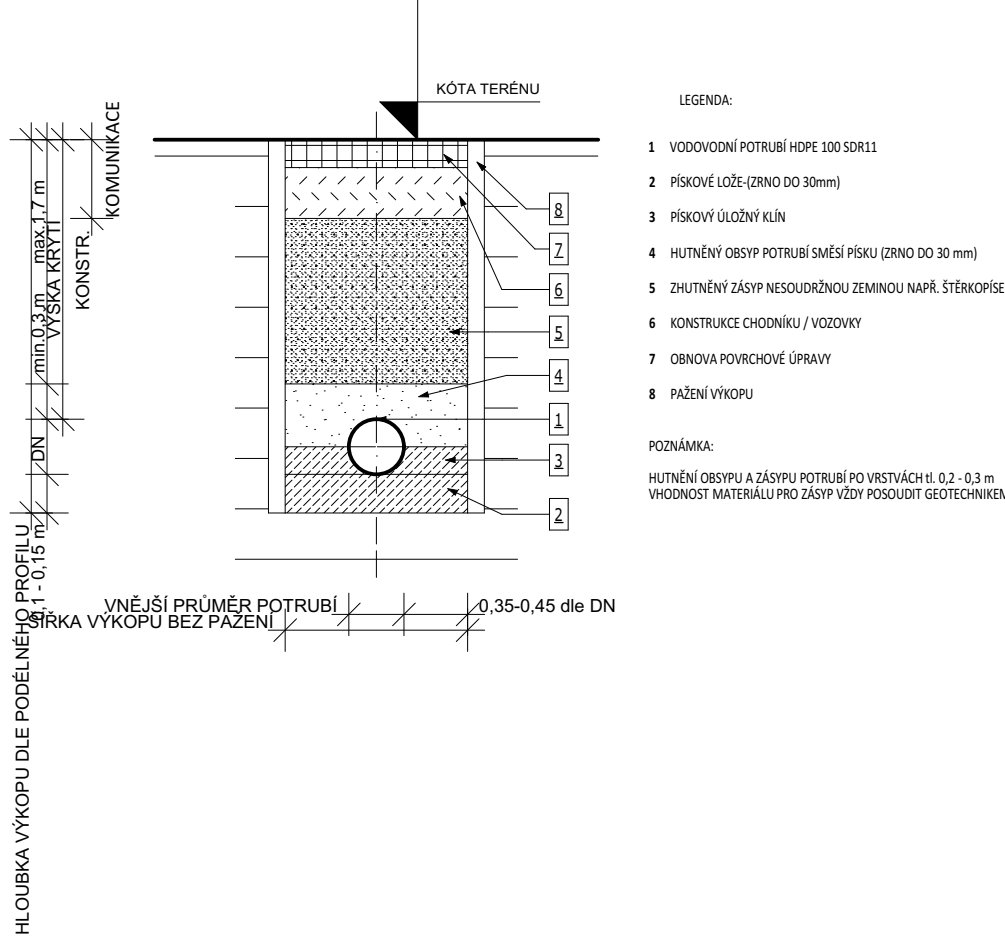 KÓTA TERÉNU
LEGENDA:
1 VODOVODNÍ POTRUBÍ HDPE 100 SDR11
2 PÍSKOVÉ LOŽE-(ZRNO DO 30mm)
3 PÍSKOVÝ ÚLOŽNÝ KLÍN
4 HUTNĚNÝ OBSYP POTRUBÍ SMĚSÍ PÍSKU (ZRNO DO 30 mm)
5 ZHUTNĚNÝ ZÁSYP NESOUDRŽNOU ZEMINOU NAPŘ. ŠTĚRKOPÍSE
6 KONSTRUKCE CHODNÍKU / VOZOVKY
7 OBNOVA POVRCHOVÉ ÚPRAVY
8 PAŽENÍ VÝKOPU
POZNÁMKA:
HUTNĚNÍ OBSYPU A ZÁSYPU POTRUBÍ PO VRSTVÁCH tl. 0,2 - 0,3 m
VHODNOST MATERIÁLU PRO ZÁSYP VŽDY POSOUDIT GEOTECHNIKEM
8
7
6
5
4
1
3
2
KONSTR.
KOMUNIKACE
VÝŠKA KRYTÍ
min.0,3 m max.1,7 m
DN
0,1 - 0,15 m
HLOUBKA VÝKOPU DLE PODÉLNÉHO PROFILU
VNĚJŠÍ PRŮMĚR POTRUBÍ
0,35-0,45 dle DN
ŠÍŘKA VÝKOPU BEZ PAŽENÍ